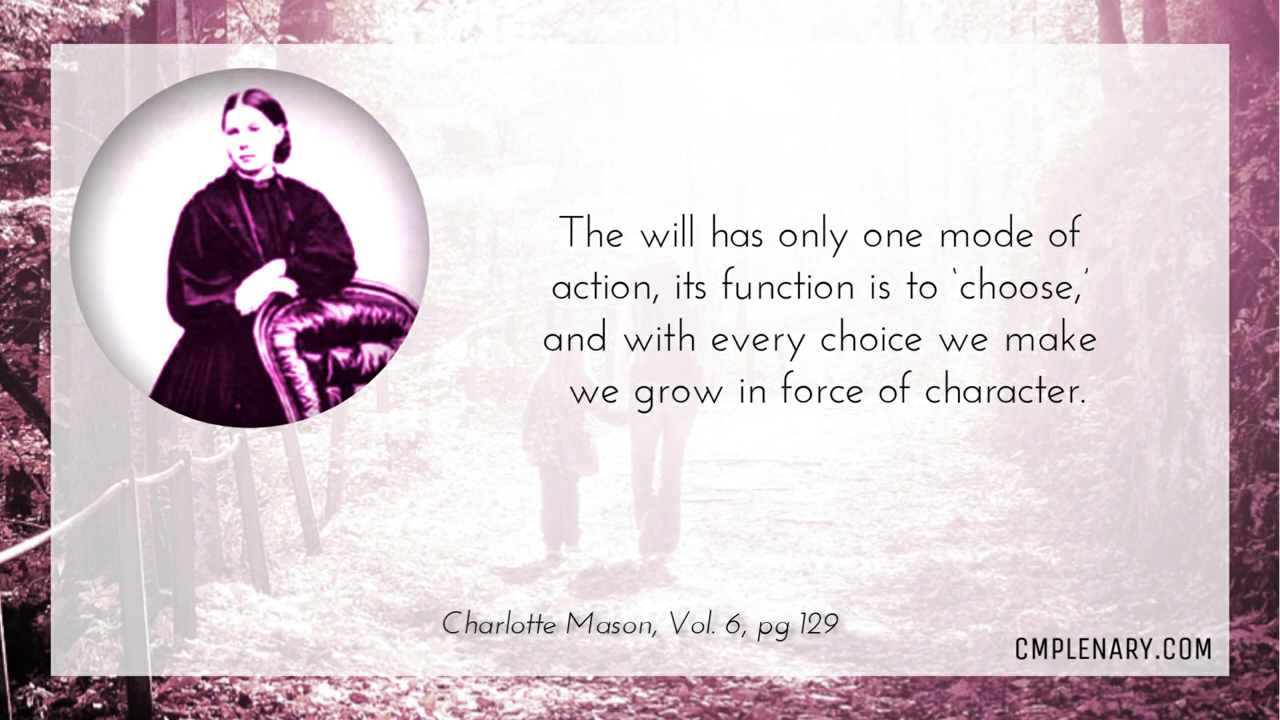 The will has only one mode of
action, its function is to ‘choose,’
and with every choice we make
we grow in force of character.
Charlotte Mason, Vol. 6, pg 129
CMPLENARY.COM